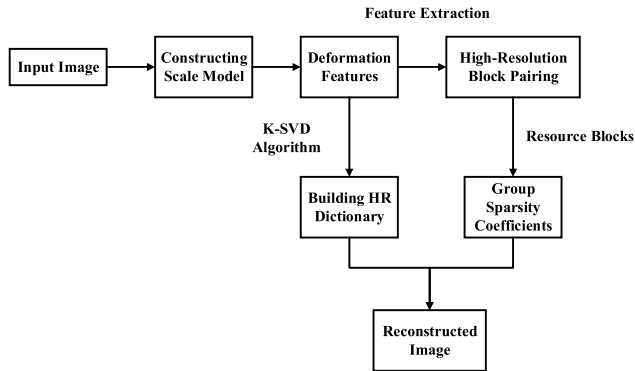 Feature Extraction
Input Image
Constructing
Scale Model
Deformation
Features
High-Resolution
Block Pairing
K-SVD
Algorithm
Resource Blocks
Building HR
Dictionary
Group
Sparsity
Coefficients
Reconstructed
Image